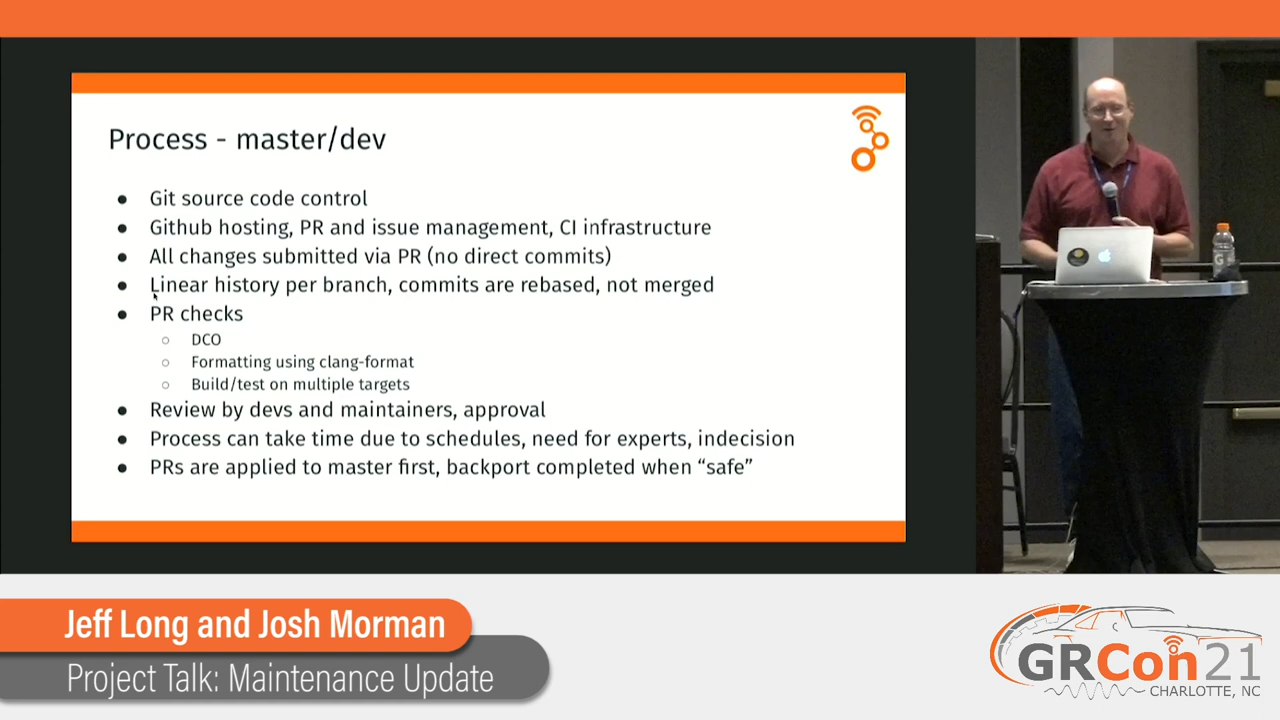 Process - master/dev
Git source code control
Github hosting, PR and issue management, CI infrastructure
All changes submitted via PR (no direct commits)
Linear history per branch, commits are rebased, not merged
PR checks
DCO
Formatting using clang-format
Build/test on multiple targets
Review by devs and maintainers, approval
Process can take time due to schedules, need for experts, indecision
PRs are applied to master first, backport completed when “safe”
G
Jeff Long and Josh Morman
Project Talk: Maintenance Update
GRCon21
CHARLOTTE, NC